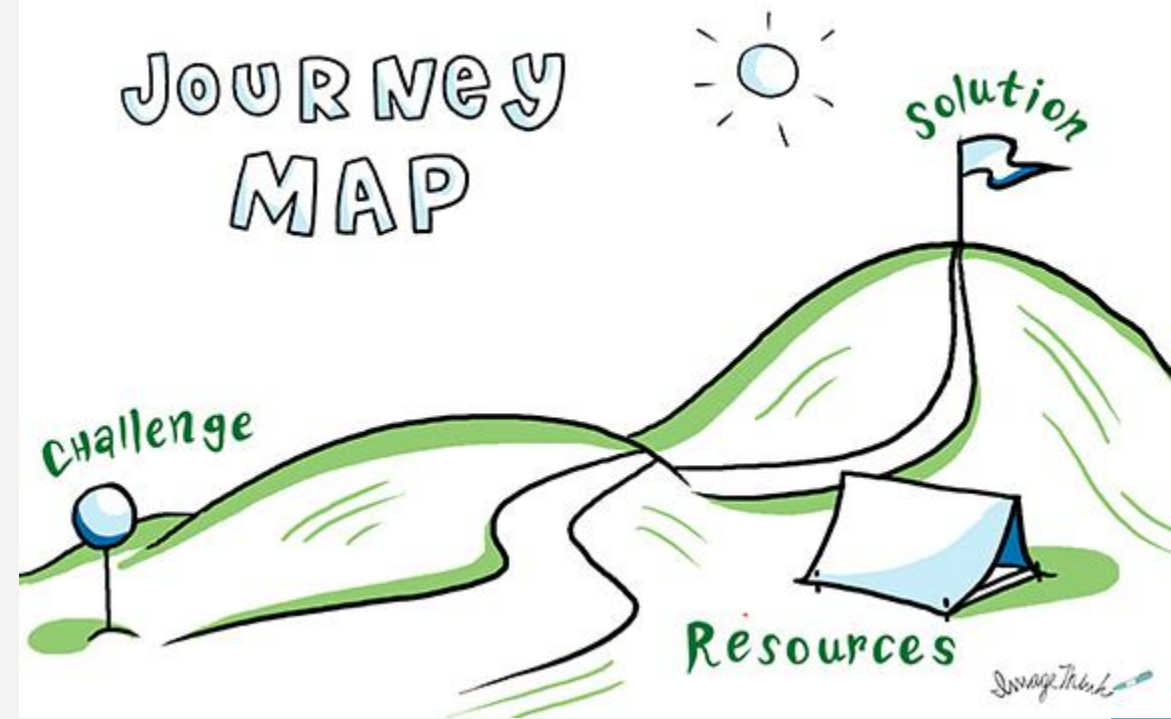 JOURNEY
MAP
Solution
CHallenge
Resources
ImageThink